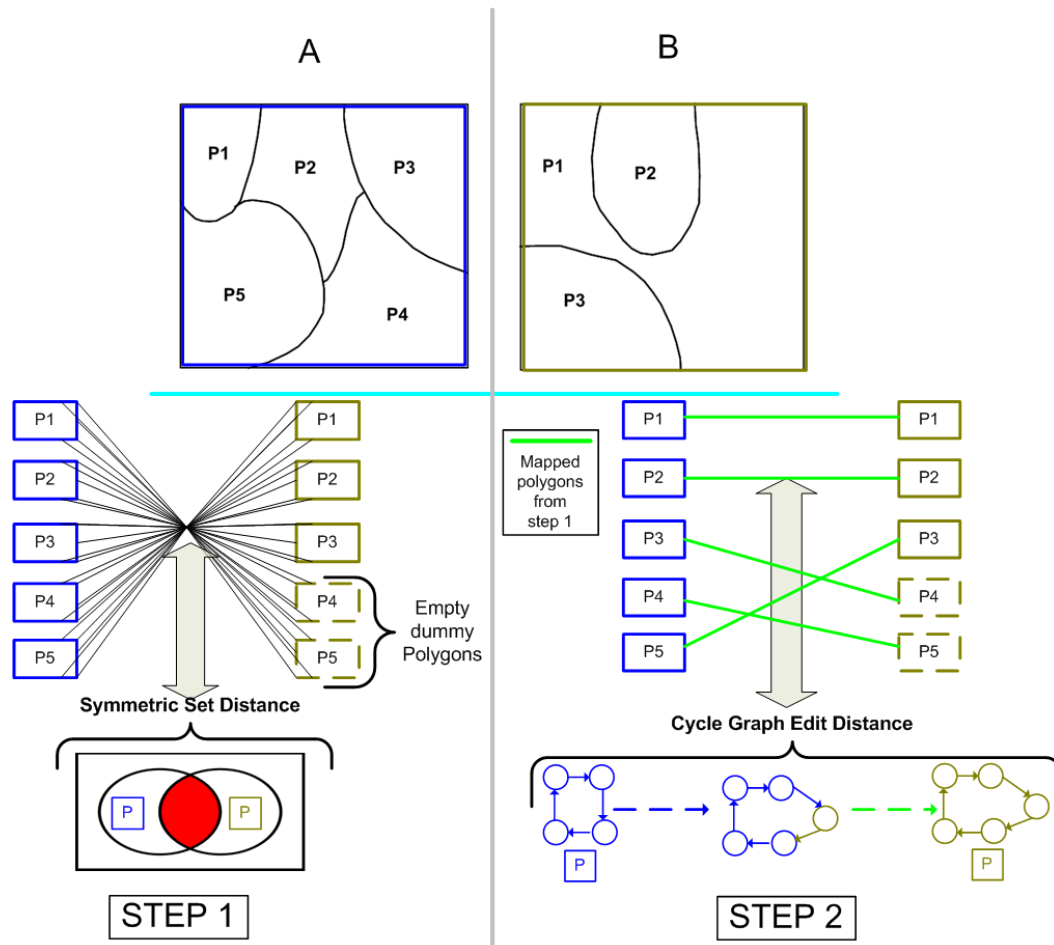 A
B
P1
P2
P3
P5
P4
P1
P2
P3
P1
P2
P3
P4
P5
P1
P2
P3
P4
P5
Empty
dummy
Polygons
Mapped
polygons
from
step 1
P1
P2
P3
P4
P5
P1
P2
P3
P4
P5
Symmetric Set Distance
P
P
STEP 1
Cycle Graph Edit Distance
P
P
STEP 2